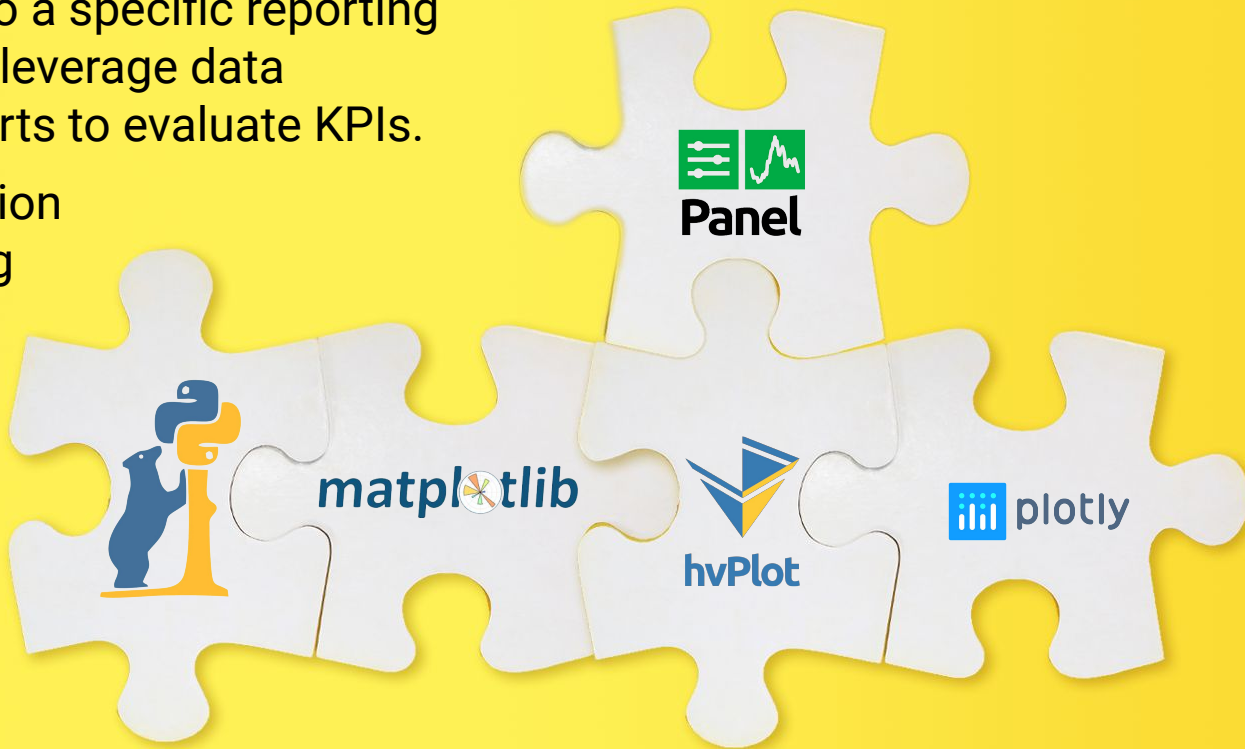 o a specific reporting
leverage data
rts to evaluate KPIs.
ion
g
Panel
matplotlib
hvPlot
plotly